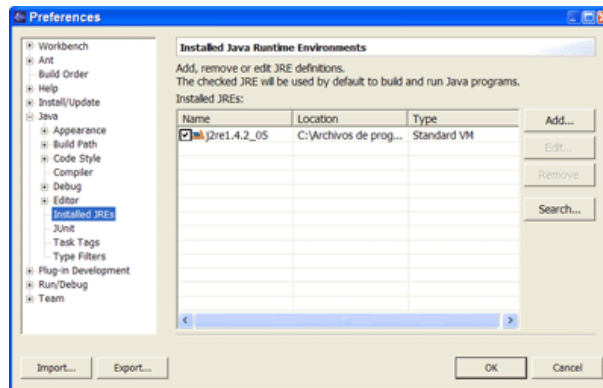 Preferences
Workbench
Ant
Build Order
Help
Install/Update
Java
Appearance
Build Path
Code Style
Compiler
Debug
Editor
Installed JREs
JUnit
Task Tags
Type Filters
Plug-in Development
Run/Debug
Team
Installed Java Runtime Environments
Add, remove or edit JRE definitions.
The checked JRE will be used by default to build and run Java programs.
Installed JREs:
Name Location Type
j2re1.4.2_05 C:\Archivos de prog... Standard VM
Add...
Edit...
Remove
Search...
Import... Export... OK Cancel